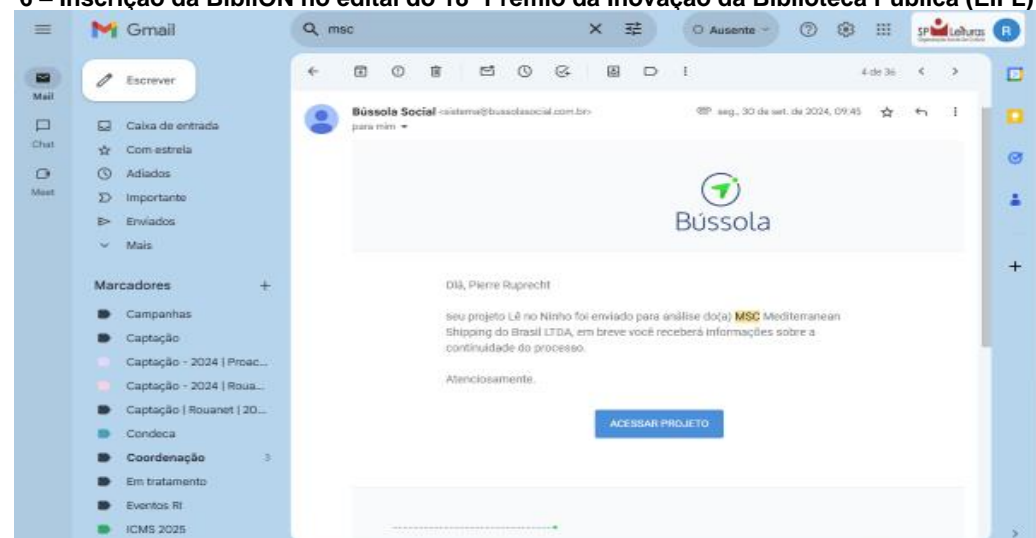 6 – Inscrição da BibliON no edital do 18º Prêmio da Inovação da Biblioteca Pública (EIFL)
Gmail
msc
Ausente
SP Leituras
R
Mail
Chat
Meet
Escrever
Caixa de entrada
Com estrela
Adiados
Importante
Enviados
Mais
Marcadores
Campanhas
Captação
Captação - 2024 | Proac...
Captação - 2024 | Roua...
Captação | Rouanet | 20...
Condeca
Coordenação 3
Em tratamento
Eventos RI
ICMS 2025
4 de 36
Bússola Social <sistema@bussolasocial.com.br>
seg., 30 de set. de 2024, 09:45
para mim
Bússola
Olá, Pierre Ruprecht
seu projeto Lê no Ninho foi enviado para análise do(a) MSC Mediterranean
Shipping do Brasil LTDA, em breve você receberá informações sobre a
continuidade do processo.
Atenciosamente.
ACESSAR PROJETO